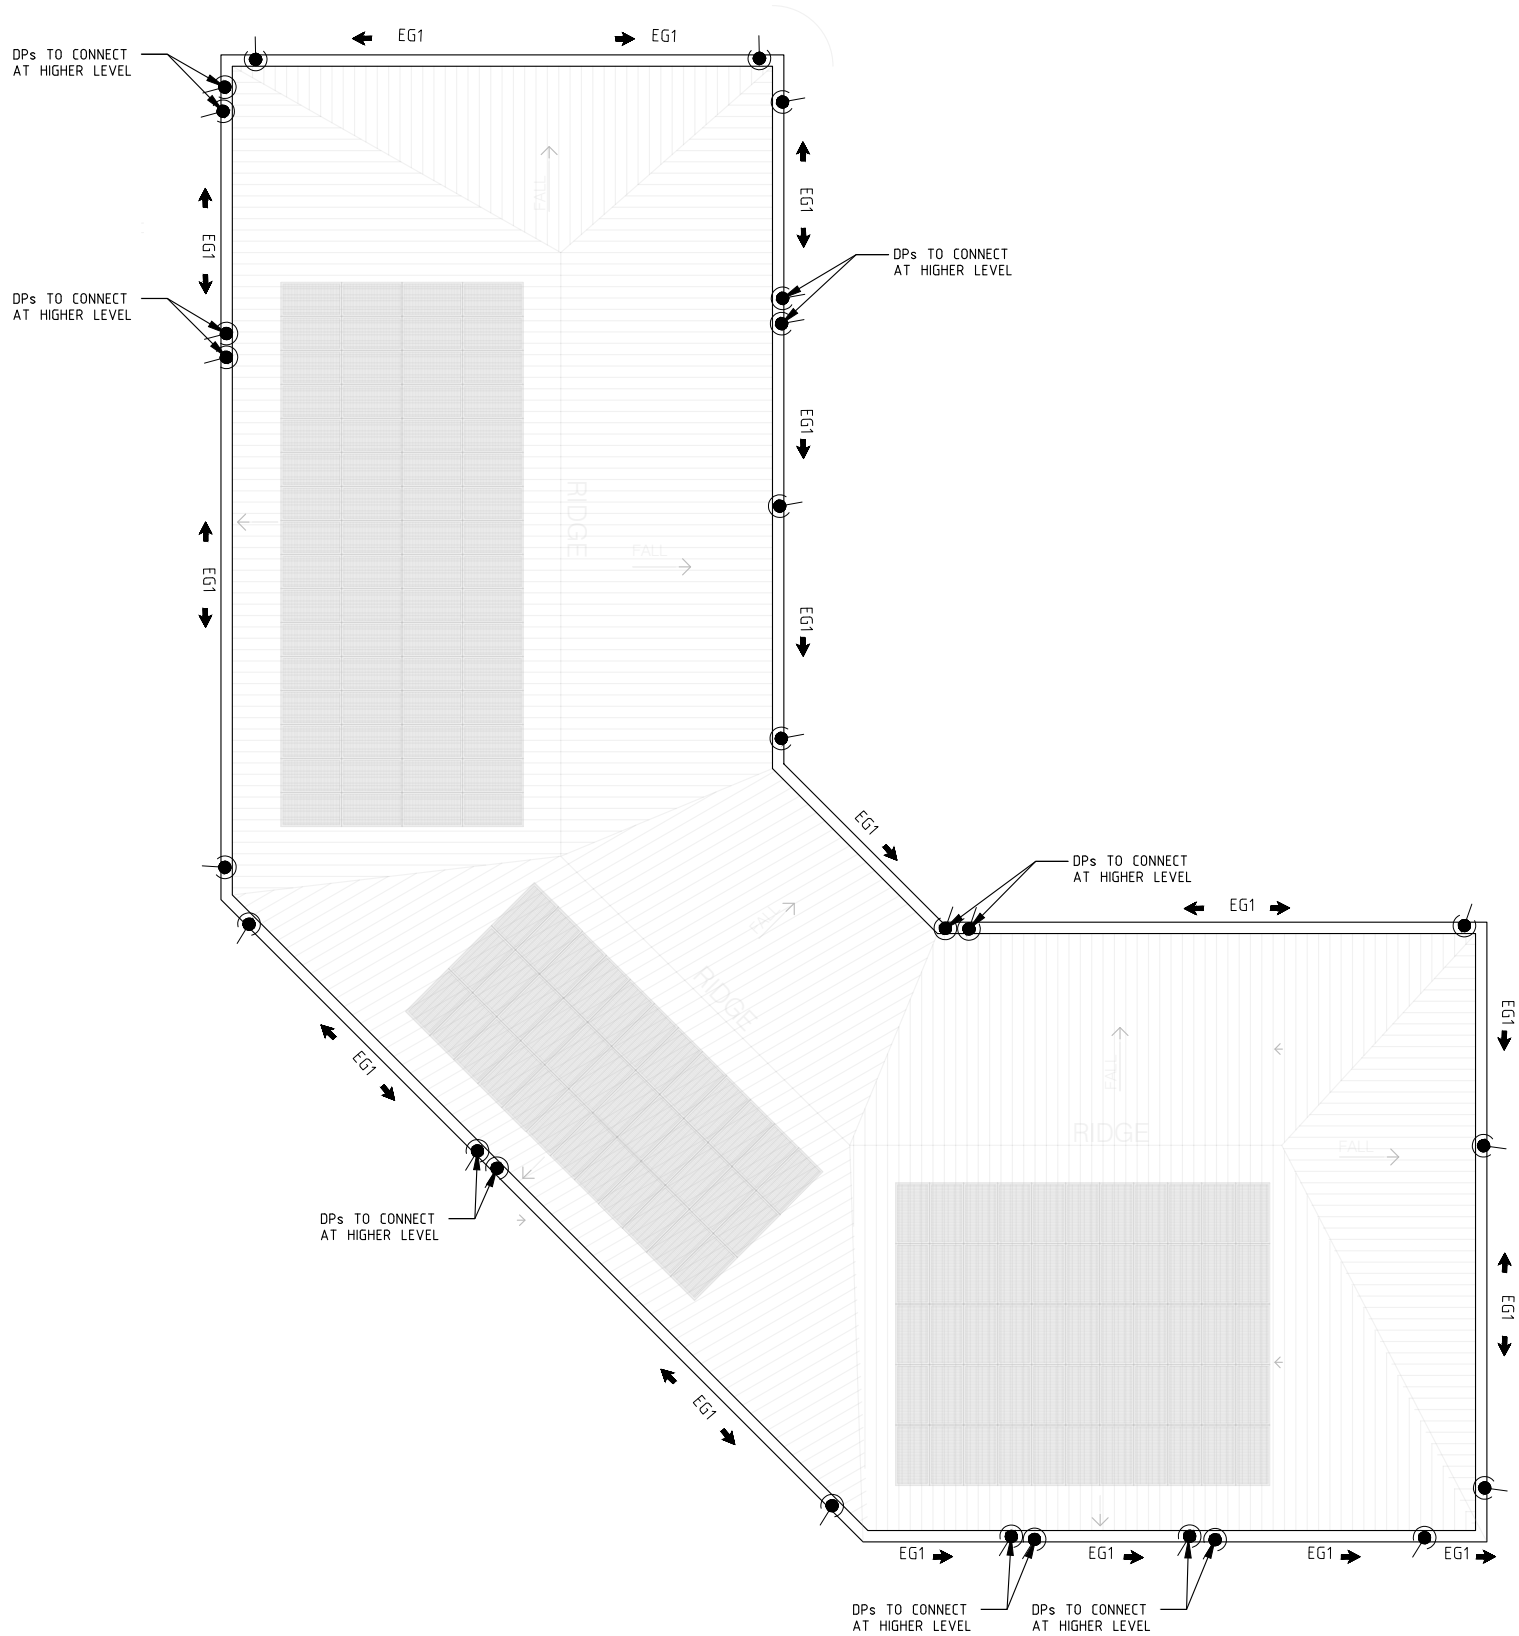 EG1
EG1
DPs TO CONNECT
AT HIGHER LEVEL
FALL
EG1
EG1
DPs TO CONNECT
AT HIGHER LEVEL
DPs TO CONNECT
AT HIGHER LEVEL
EG1
RIDGE
FALL
EG1
EG1
EG1
DPs TO CONNECT
AT HIGHER LEVEL
EG1
RIDGE
EG1
EG1
FALL
RIDGE
FALL
DPs TO CONNECT
AT HIGHER LEVEL
EG1
EG1
EG1
EG1
EG1
EG1
DPs TO CONNECT
AT HIGHER LEVEL
DPs TO CONNECT
AT HIGHER LEVEL